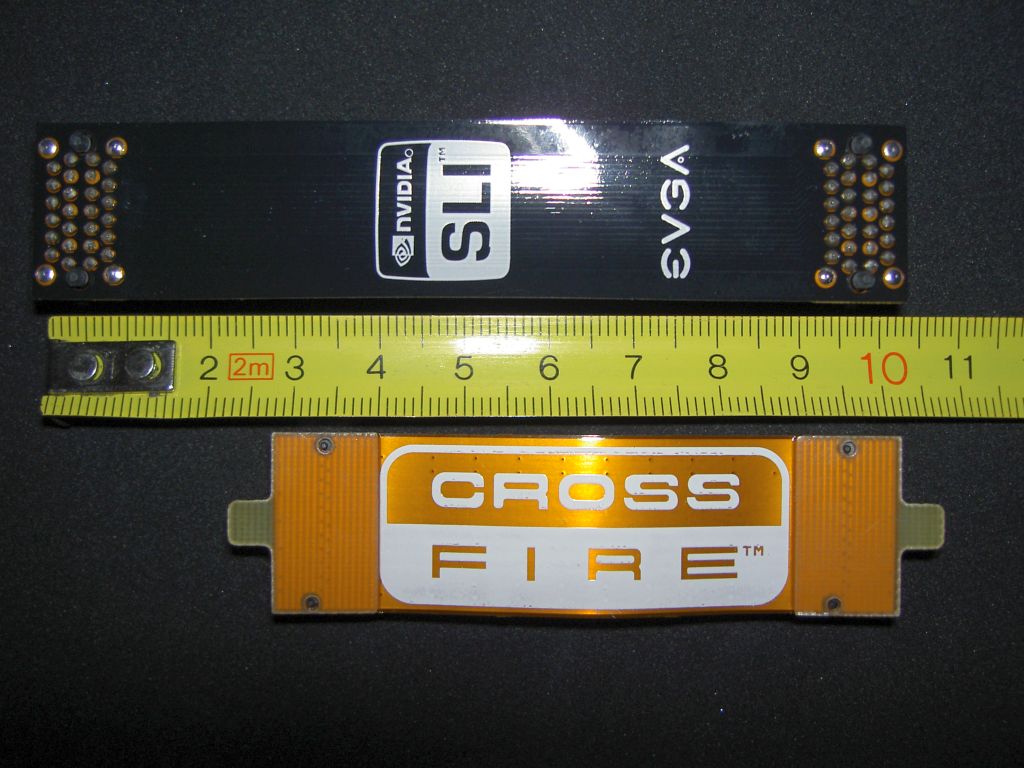 nVIDIA
SLI™
EVGA
2 2m 3 4 5 6 7 8 9 10 11
CROSS
FIRE™